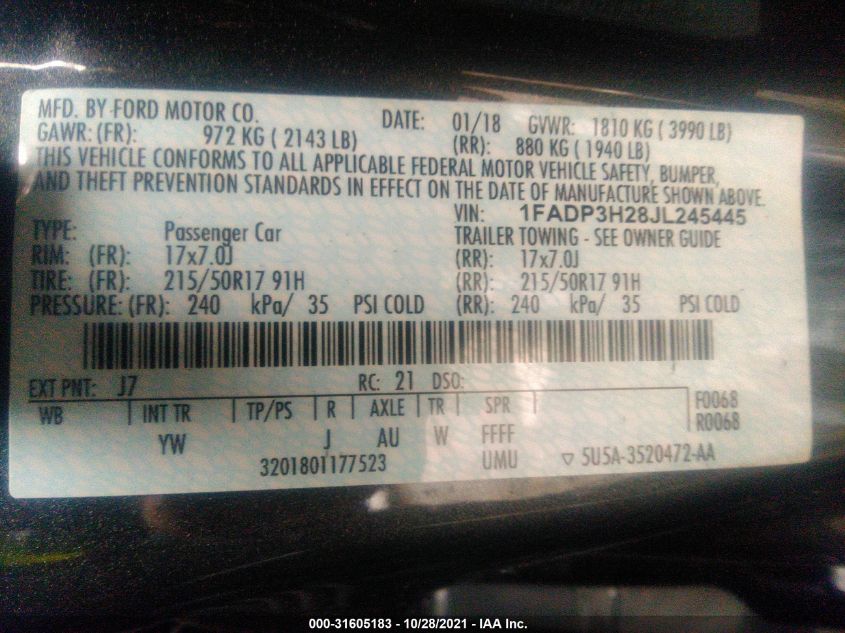 MFD. BY FORD MOTOR CO. DATE: 01/18 GVWR: 1810 KG ( 3990 LB)
GAWR: (FR): 972 KG ( 2143 LB) (RR): 880 KG ( 1940 LB)
THIS VEHICLE CONFORMS TO ALL APPLICABLE FEDERAL MOTOR VEHICLE SAFETY, BUMPER,
AND THEFT PREVENTION STANDARDS IN EFFECT ON THE DATE OF MANUFACTURE SHOWN ABOVE.
VIN: 1FADP3H28JL245445
TYPE: Passenger Car TRAILER TOWING - SEE OWNER GUIDE
RIM: (FR): 17x7.0J (RR): 17x7.0J
TIRE: (FR): 215/50R17 91H (RR): 215/50R17 91H
PRESSURE: (FR): 240 kPa/ 35 PSI COLD (RR): 240 kPa/ 35 PSI COLD
EXT PNT: J7 RC: 21 DSO:
WB INT TR TP/PS R AXLE TR SPR F0068
R0068
YW J AU W FFFF
3201801177523 UMU ▽ 5U5A-3520472-AA
000-31605183 - 10/28/2021 - IAA Inc.